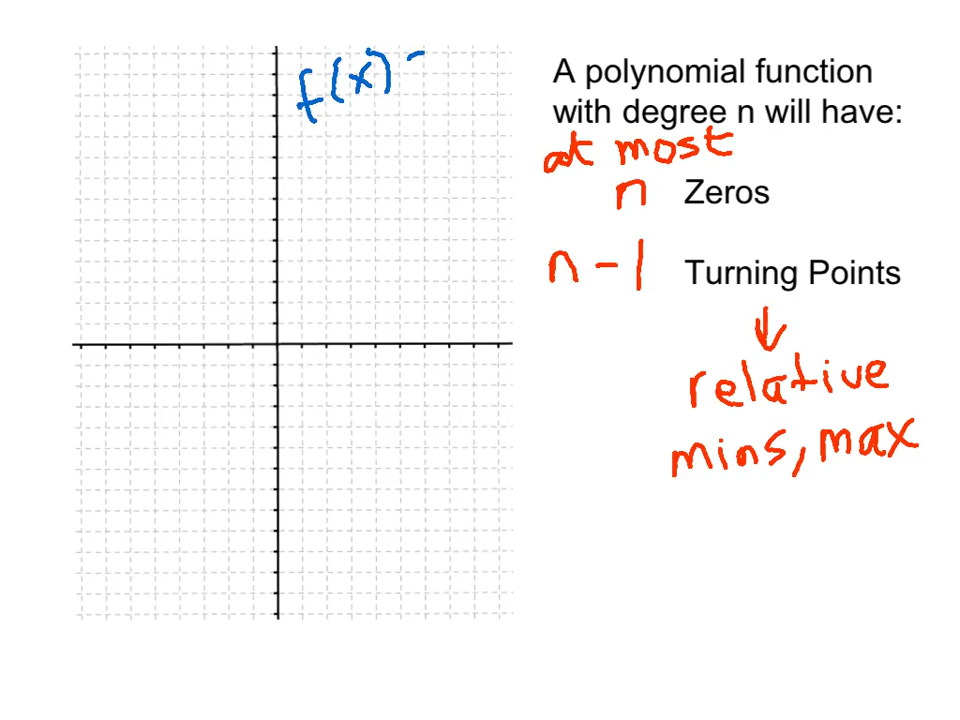 f(x) -
A polynomial function
with degree n will have:
at most
n Zeros
n - 1 Turning Points
↓
relative
mins, max